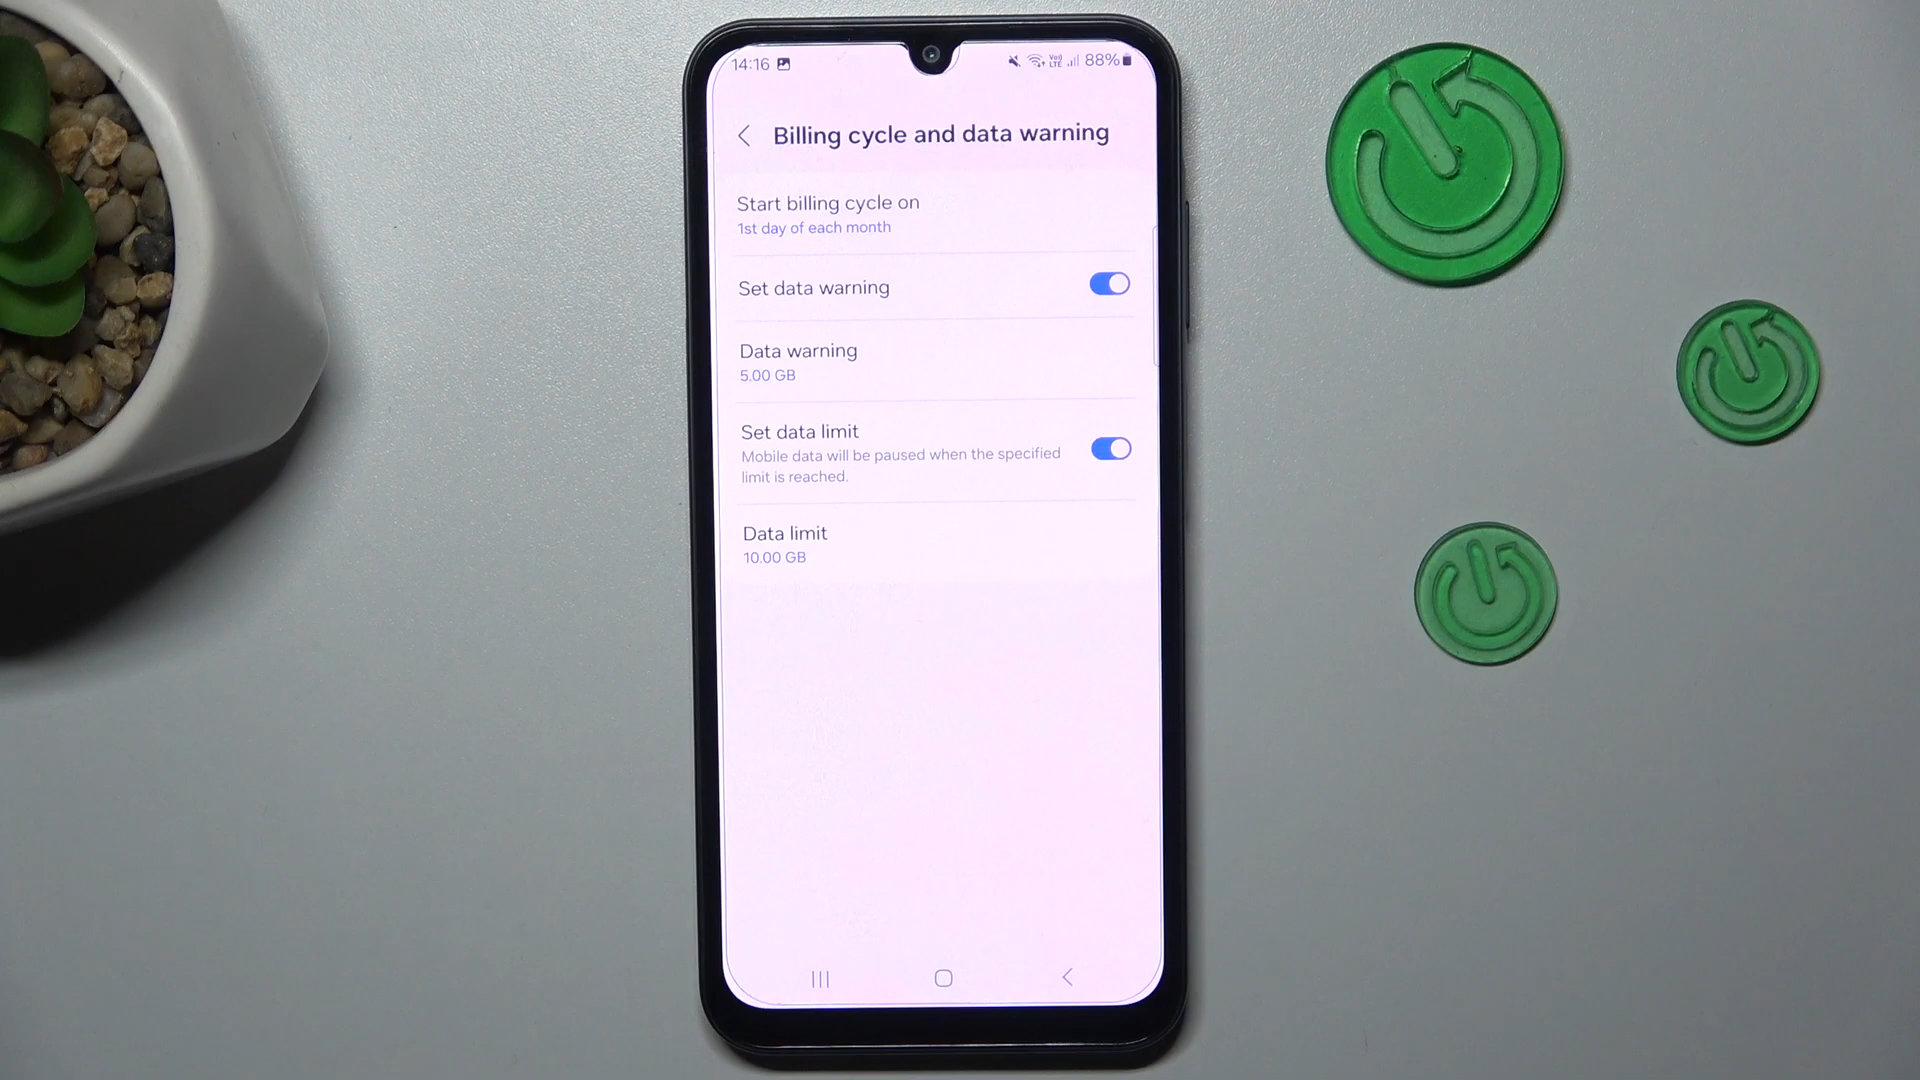 14:16
Vo) LTE 88%
Billing cycle and data warning
Start billing cycle on
1st day of each month
Set data warning
Data warning
5.00 GB
Set data limit
Mobile data will be paused when the specified
limit is reached.
Data limit
10.00 GB